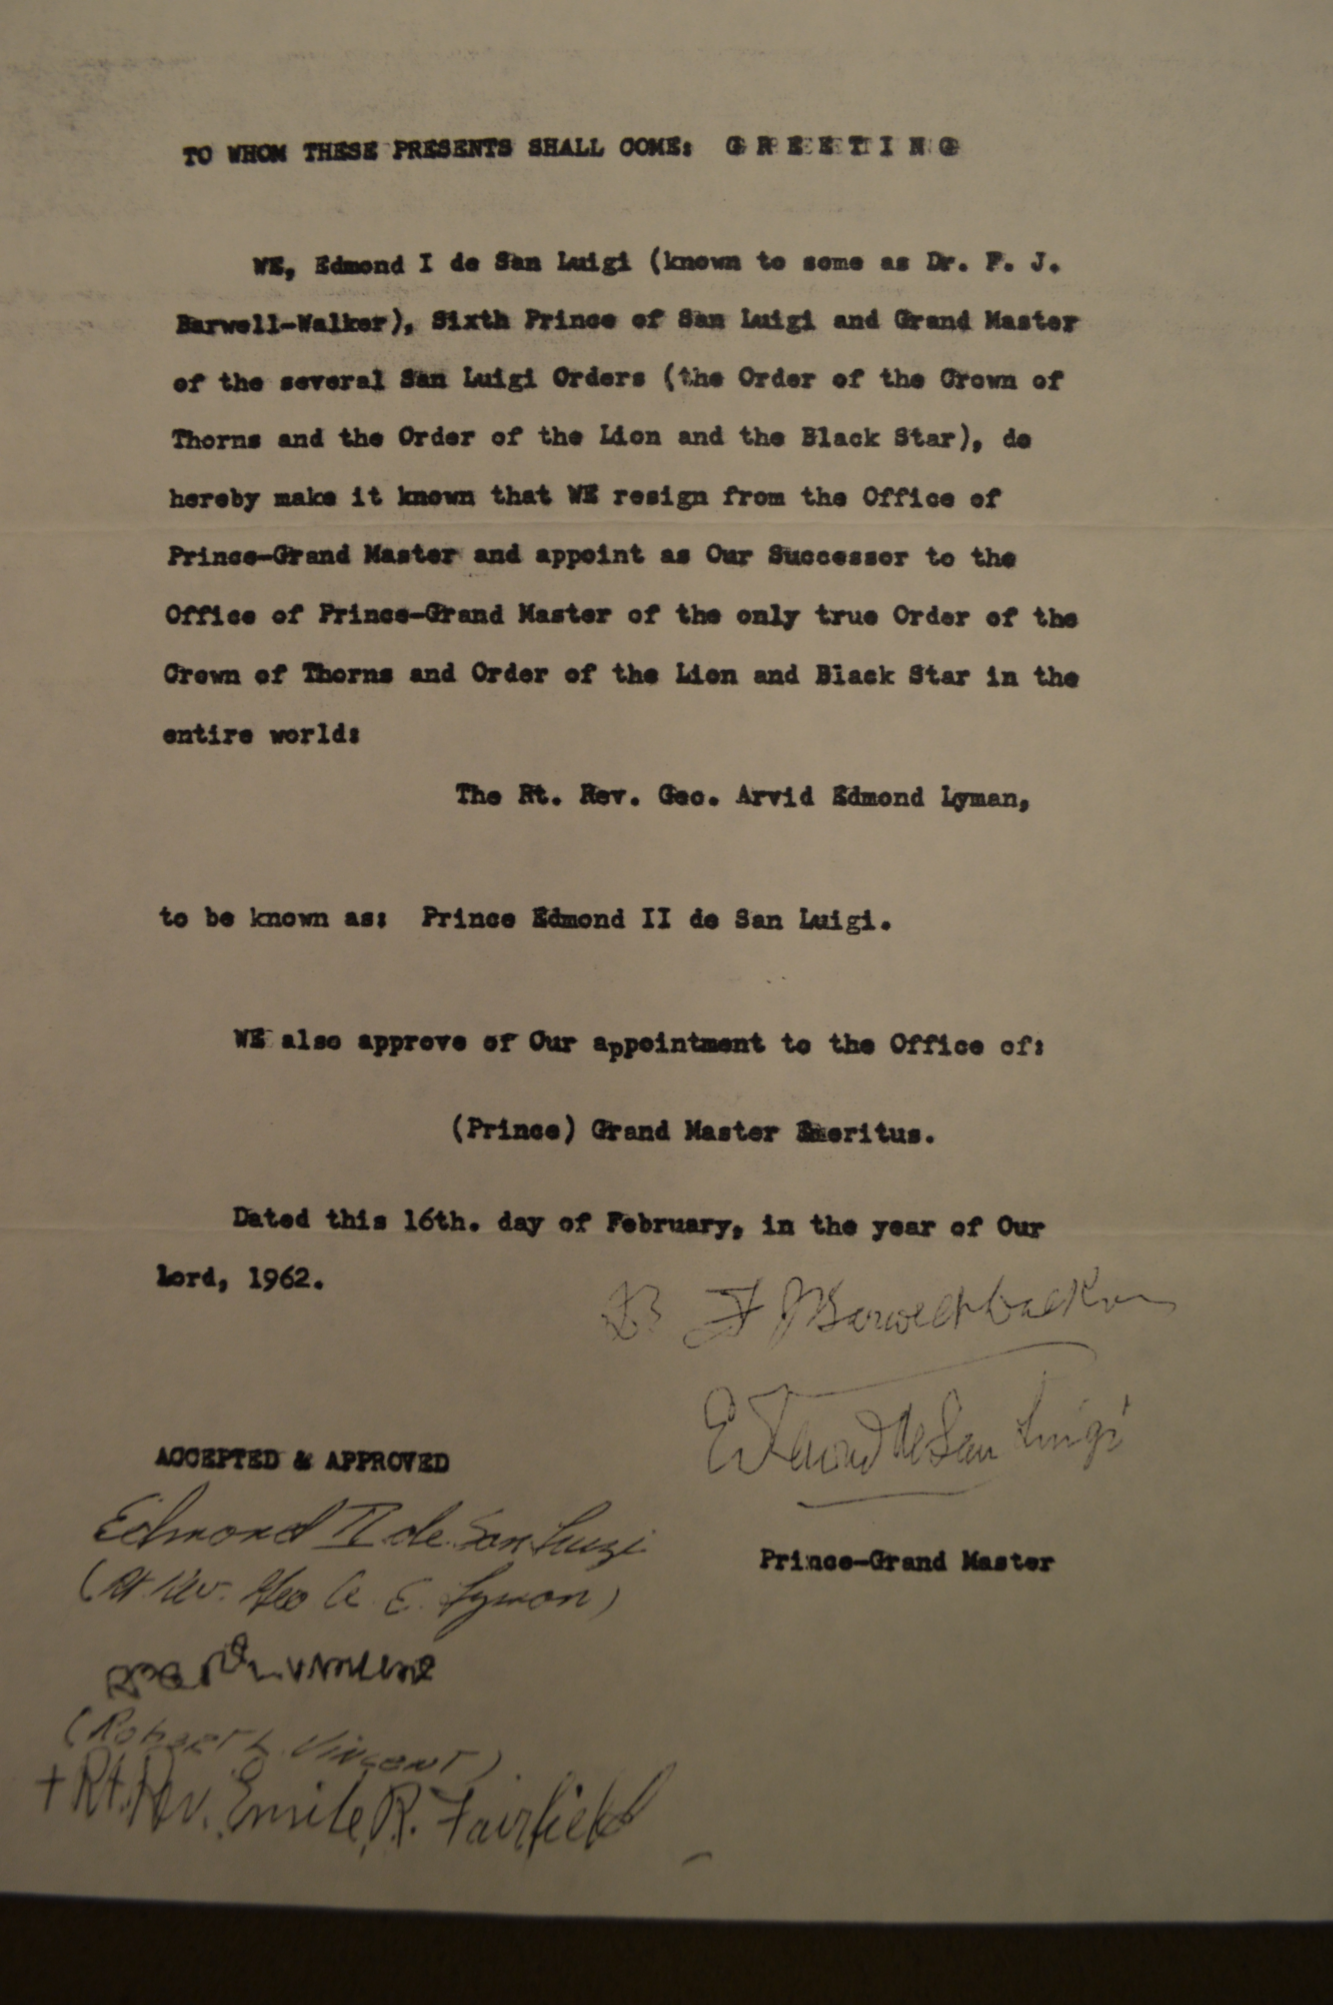 TO WHOM THESE PRESENTS SHALL COME: G R E E T I N G
WE, Edmond I de San Luigi (known to some as Dr. F. J.
Barwell-Walker), Sixth Prince of San Luigi and Grand Master
of the several San Luigi Orders (the Order of the Crown of
Thorns and the Order of the Lion and the Black Star), do
hereby make it known that WE resign from the Office of
Prince-Grand Master and appoint as Our Successor to the
Office of Prince-Grand Master of the only true Order of the
Crown of Thorns and Order of the Lion and Black Star in the
entire world:
The Rt. Rev. Geo. Arvid Edmond Lyman,
to be known as: Prince Edmond II de San Luigi.
WE also approve of Our appointment to the Office of:
(Prince) Grand Master Emeritus.
Dated this 16th. day of February, in the year of Our
Lord, 1962.
F J Barwell-Walker
Edmond de San Luigi
ACCEPTED & APPROVED
Edmond II de San Luigi
Prince-Grand Master
(Rt. Rev. Geo A. E. Lyman)
(Robert L. Vincent)
+ Rt. Rev. Emile R. Fairfield